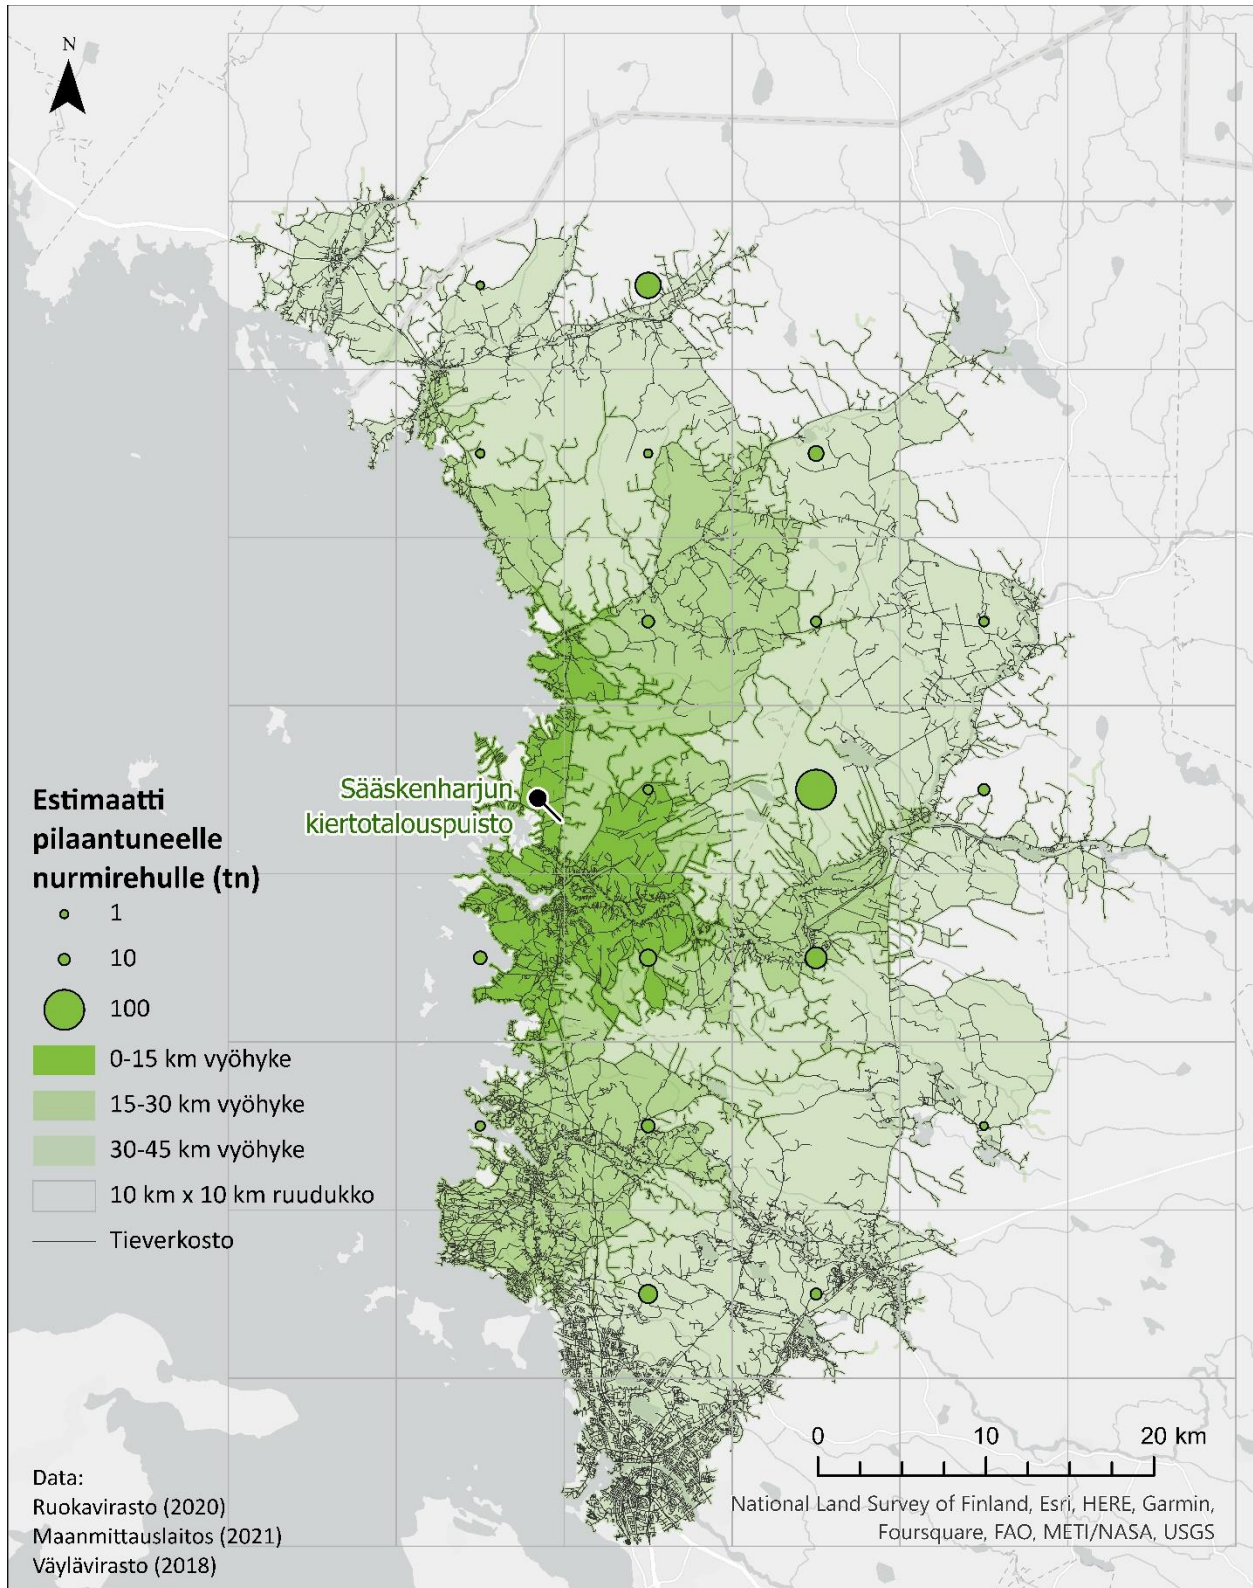 N
Sääskenharjun
kiertotalouspuisto
Estimaatti
pilaantuneelle
nurmirehulle (tn)
1
10
100
0-15 km vyöhyke
15-30 km vyöhyke
30-45 km vyöhyke
10 km x 10 km ruudukko
Tieverkosto
0 10 20 km
Data:
Ruokavirasto (2020)
Maanmittauslaitos (2021)
Väylävirasto (2018)
National Land Survey of Finland, Esri, HERE, Garmin,
Foursquare, FAO, METI/NASA, USGS